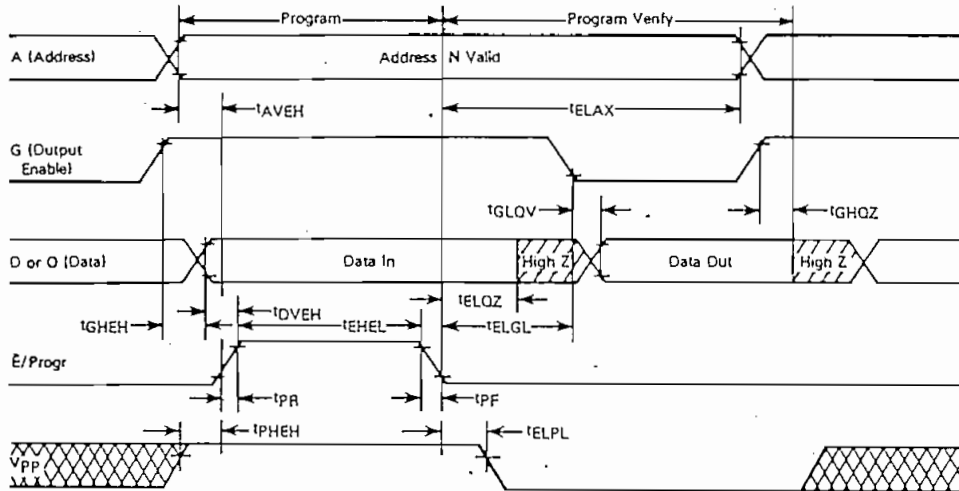 Program
Program Verify
A (Address)
Address N Valid
tAVEH
tELAX
G (Output
Enable)
tGLQV
tGHQZ
D or Q (Data)
Data In
High Z
Data Out
High Z
tELQZ
tGHEH
tDVEH
tEHEL
tELGL
Ē/Progr
tPR
tPF
tPHEH
tELPL
VPP